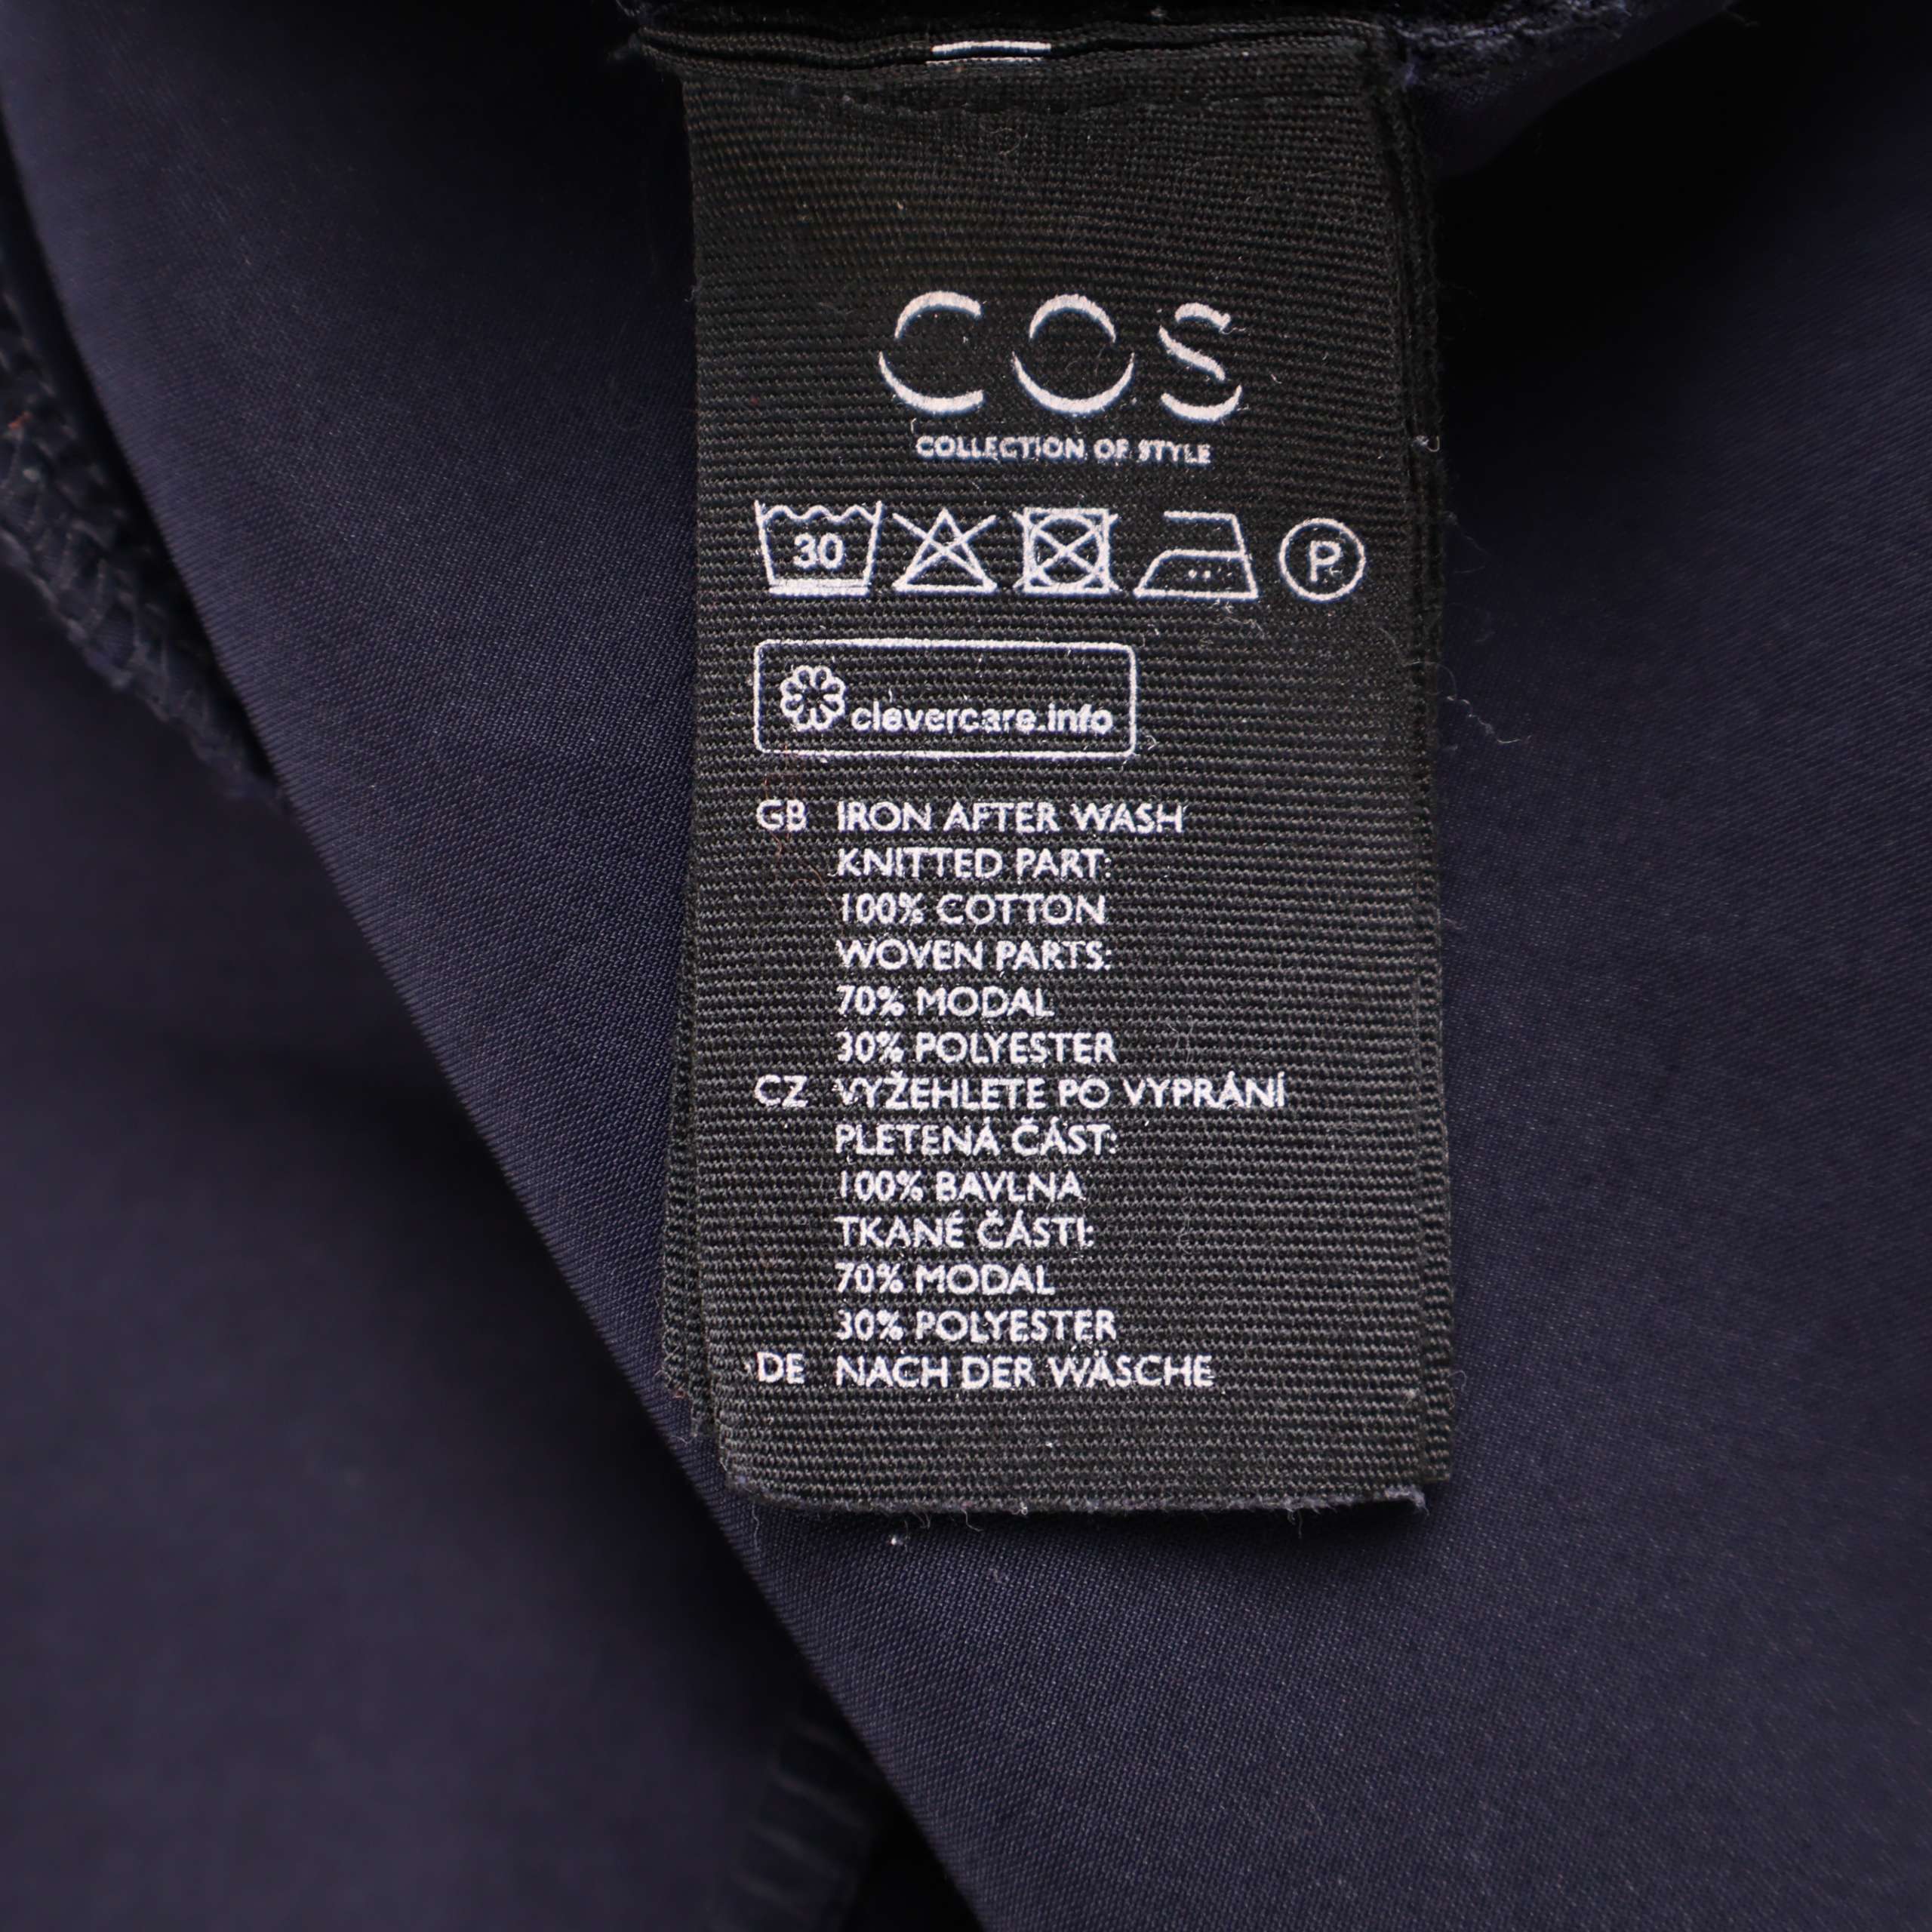 COS
COLLECTION OF STYLE
30 P
clevercare.info
GB IRON AFTER WASH
KNITTED PART:
100% COTTON
WOVEN PARTS:
70% MODAL
30% POLYESTER
CZ VYŽEHLETE PO VYPRÁNÍ
PLETENÁ ČÁST:
100% BAVLNA
TKANÉ ČÁSTI:
70% MODAL
30% POLYESTER
DE NACH DER WÄSCHE